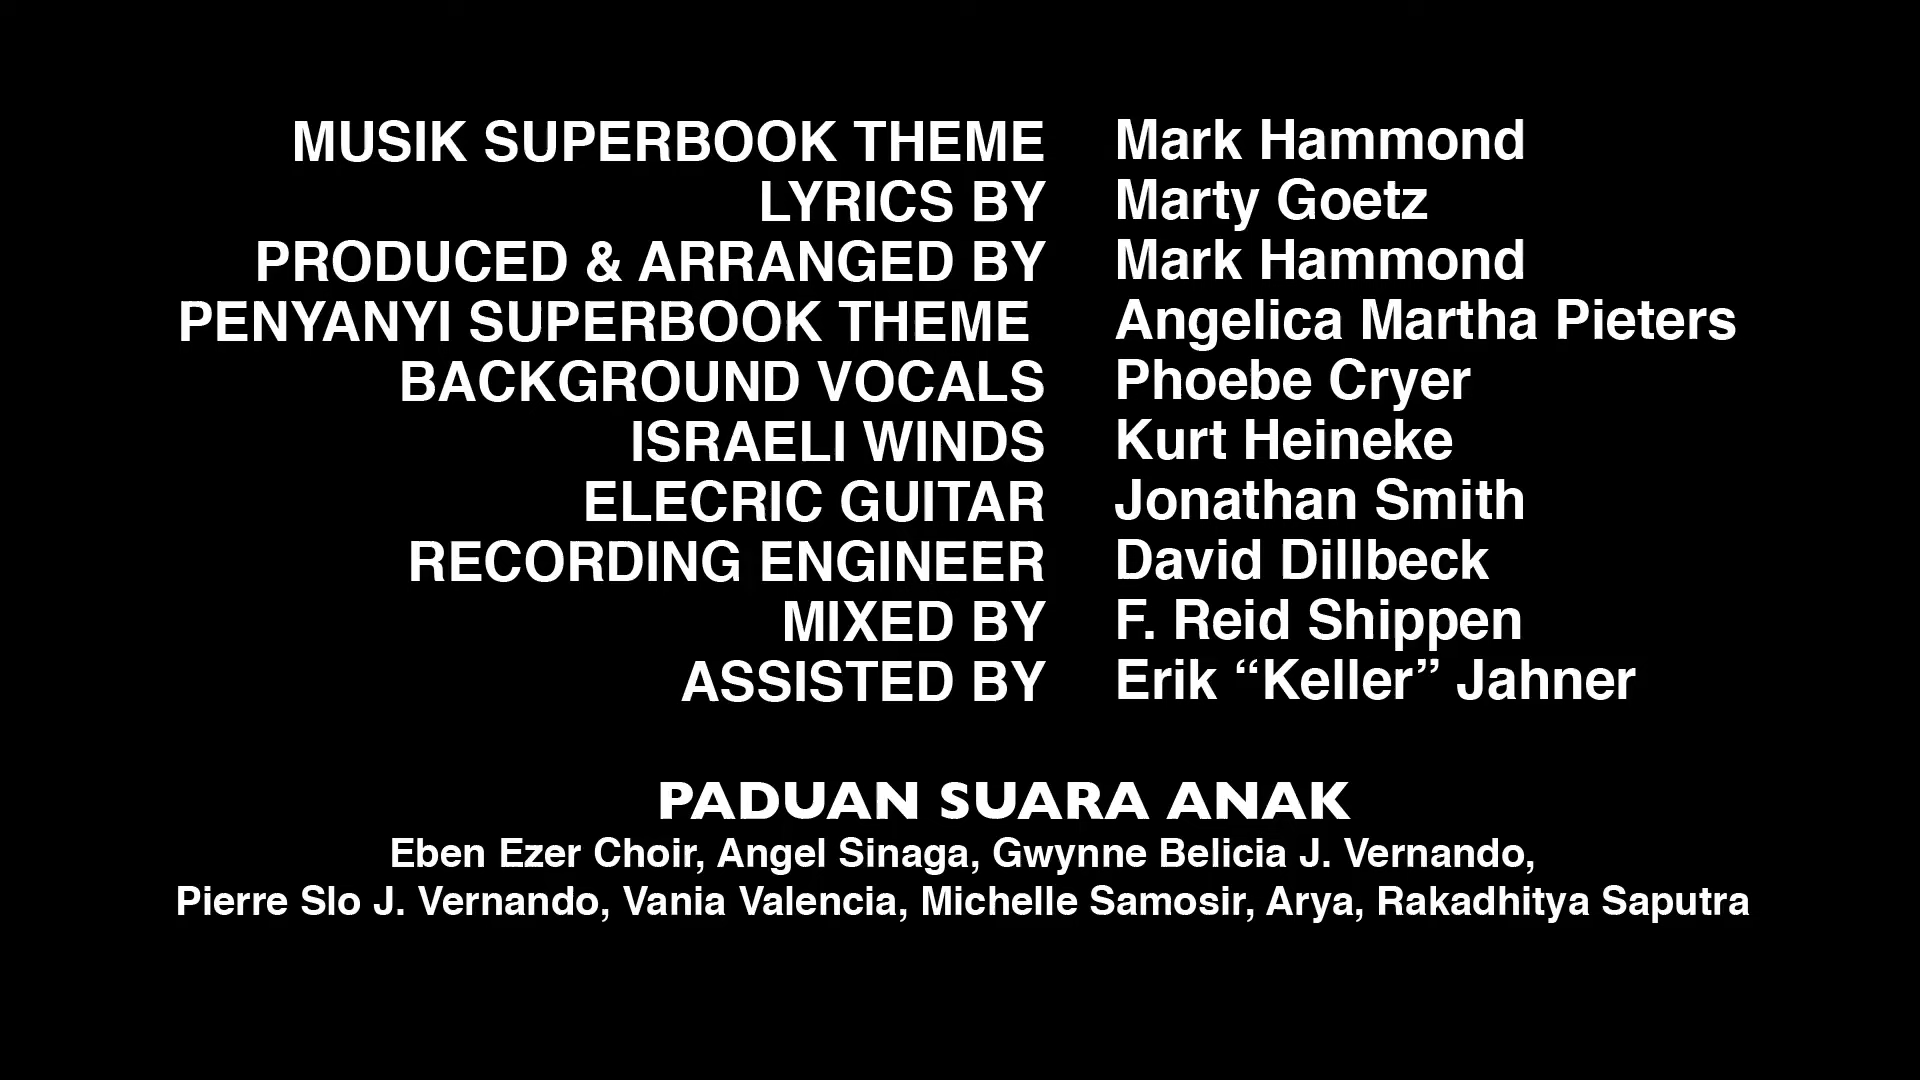 MUSIK SUPERBOOK THEME Mark Hammond
LYRICS BY Marty Goetz
PRODUCED & ARRANGED BY Mark Hammond
PENYANYI SUPERBOOK THEME Angelica Martha Pieters
BACKGROUND VOCALS Phoebe Cryer
ISRAELI WINDS Kurt Heineke
ELECRIC GUITAR Jonathan Smith
RECORDING ENGINEER David Dillbeck
MIXED BY F. Reid Shippen
ASSISTED BY Erik “Keller” Jahner
PADUAN SUARA ANAK
Eben Ezer Choir, Angel Sinaga, Gwynne Belicia J. Vernando,
Pierre Slo J. Vernando, Vania Valencia, Michelle Samosir, Arya, Rakadhitya Saputra